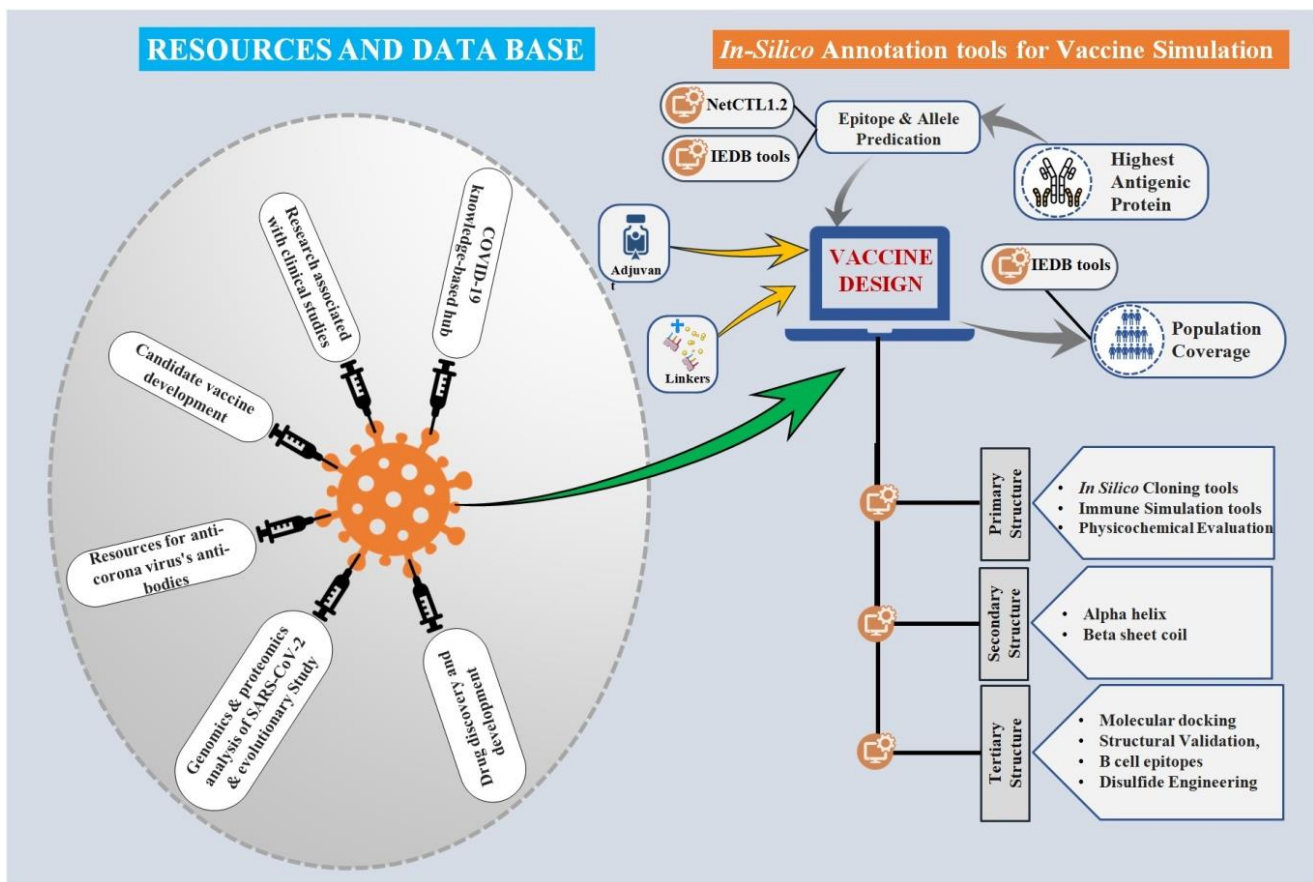 RESOURCES AND DATA BASE
In-Silico Annotation tools for Vaccine Simulation
COVID-19
knowledge-based hub
Research associated
with clinical studies
Candidate vaccine
development
Resources for anti-
corona virus's anti-
bodies
Genomics & proteomics
analysis of SARS-CoV-2
& evolutionary Study
Drug discovery and
development
NetCTL1.2
IEDB tools
Epitope & Allele
Predication
Highest
Antigenic
Protein
Adjuvan
t
Linkers
VACCINE
DESIGN
IEDB tools
Population
Coverage
Primary
Structure
• In Silico Cloning tools
• Immune Simulation tools
• Physicochemical Evaluation
Secondary
Structure
• Alpha helix
• Beta sheet coil
Tertiary
Structure
• Molecular docking
• Structural Validation,
• B cell epitopes
• Disulfide Engineering